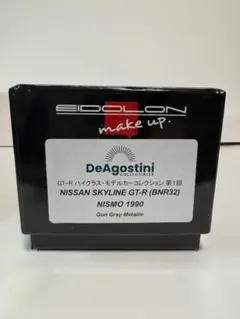 EIDOLON
make up.
DeAgostini
COLLECTIBLES
GT-R ハイクラス・モデルカーコレクション 第1回
NISSAN SKYLINE GT-R (BNR32)
NISMO 1990
Gun Gray Metallic